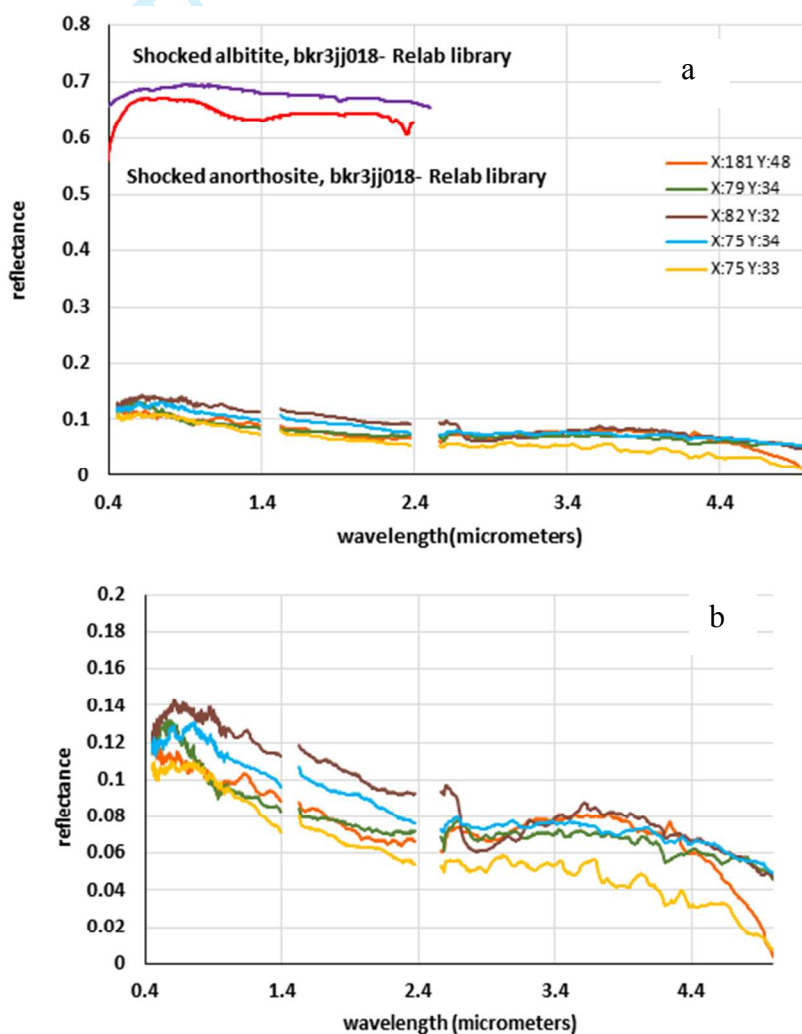 0.8
Shocked albitite, bkr3jj018- Relab library
a
0.7
0.6
Shocked anorthosite, bkr3jj018- Relab library
0.5
0.4
0.3
0.2
0.1
0
reflectance
X:181 Y:48
X:79 Y:34
X:82 Y:32
X:75 Y:34
X:75 Y:33
0.4 1.4 2.4 3.4 4.4
wavelength(micrometers)
0.2
b
0.18
0.16
0.14
0.12
0.1
0.08
0.06
0.04
0.02
0
reflectance
0.4 1.4 2.4 3.4 4.4
wavelength(micrometers)